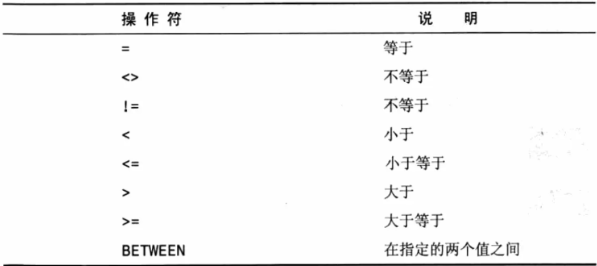 操作符 说明
= 等于
<> 不等于
!= 不等于
< 小于
<= 小于等于
> 大于
>= 大于等于
BETWEEN 在指定的两个值之间